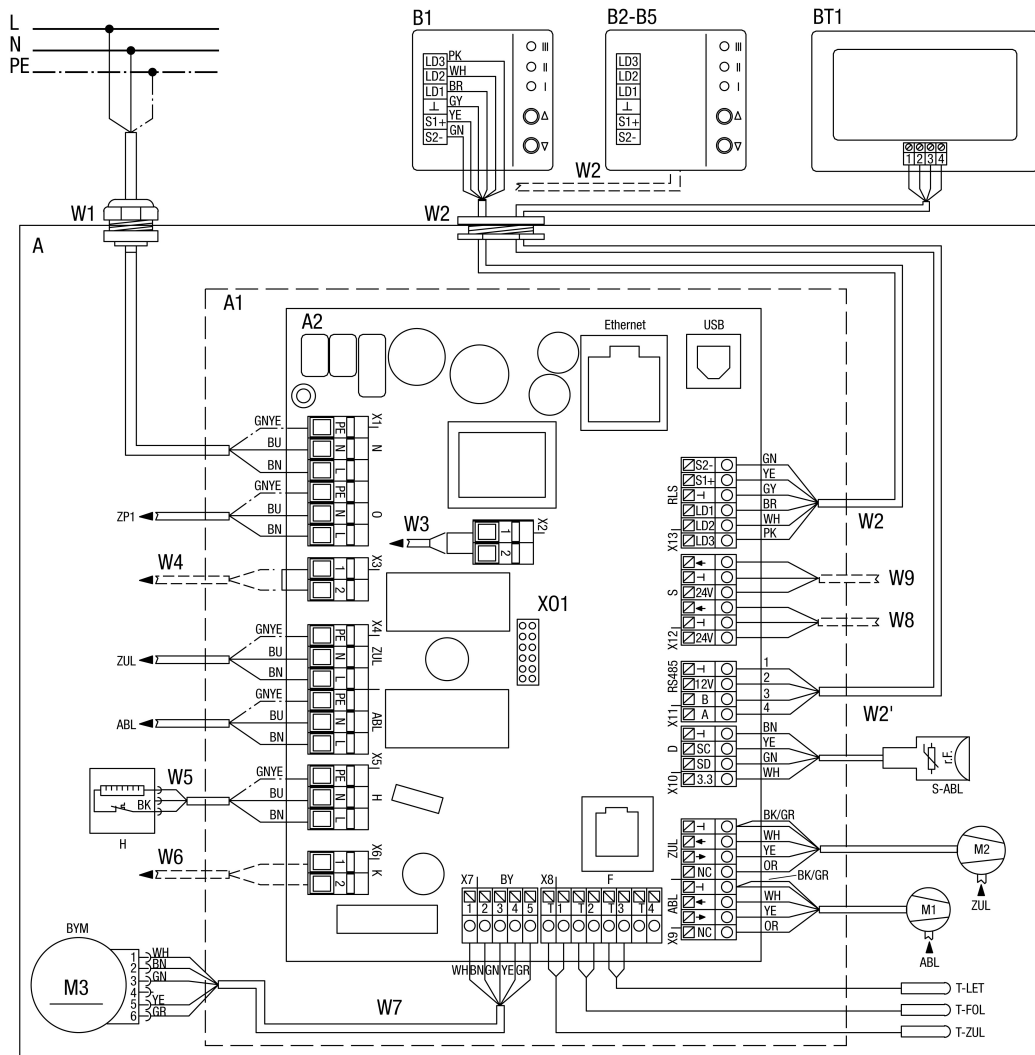 L
N
PE
B1
LD3 PK
LD2 WH
LD1 BR
⊥ GY
S1+ YE
S2- GN
III
II
I
Δ
∇
B2-B5
LD3
LD2
LD1
⊥
S1+
S2-
III
II
I
Δ
∇
BT1
1 2 3 4
W2
W1
W2
A
A1
A2
Ethernet
USB
X1
GNYE PE
BU N N
BN L
GNYE PE
ZP1 BU N O
BN L
W3
1 X2
2
W4
1 X3
2
X01
X4
GNYE PE
ZUL BU N ZUL
BN L
GNYE PE
ABL BU N ABL
BN L
X5
W5
BK
H
GNYE PE
BU N H
BN L
W6
1 X6
2 K
RLS
X13
S2- GN
S1+ YE
⊥ GY
LD1 BR
LD2 WH
LD3 PK
W2
S
X12
⊥
24V
W9
⊥
24V
W8
RS485
X11
⊥ 1
12V 2
B 3
A 4
W2'
D
X10
⊥ BN
SC YE
SD GN
3.3 WH
r.F.
S-ABL
ZUL
⊥ BK/GR
WH
YE
NC OR
M2
ZUL
ABL
X9
⊥ BK/GR
WH
YE
NC OR
M1
ABL
X7 BY X8 F
1 2 3 4 5 T 1 T 2 T 3 T 4
WH BN GN YE GR
BYM
M3
1 WH
2 BN
3 GN
4
5 YE
6 GR
W7
T-LET
T-FOL
T-ZUL